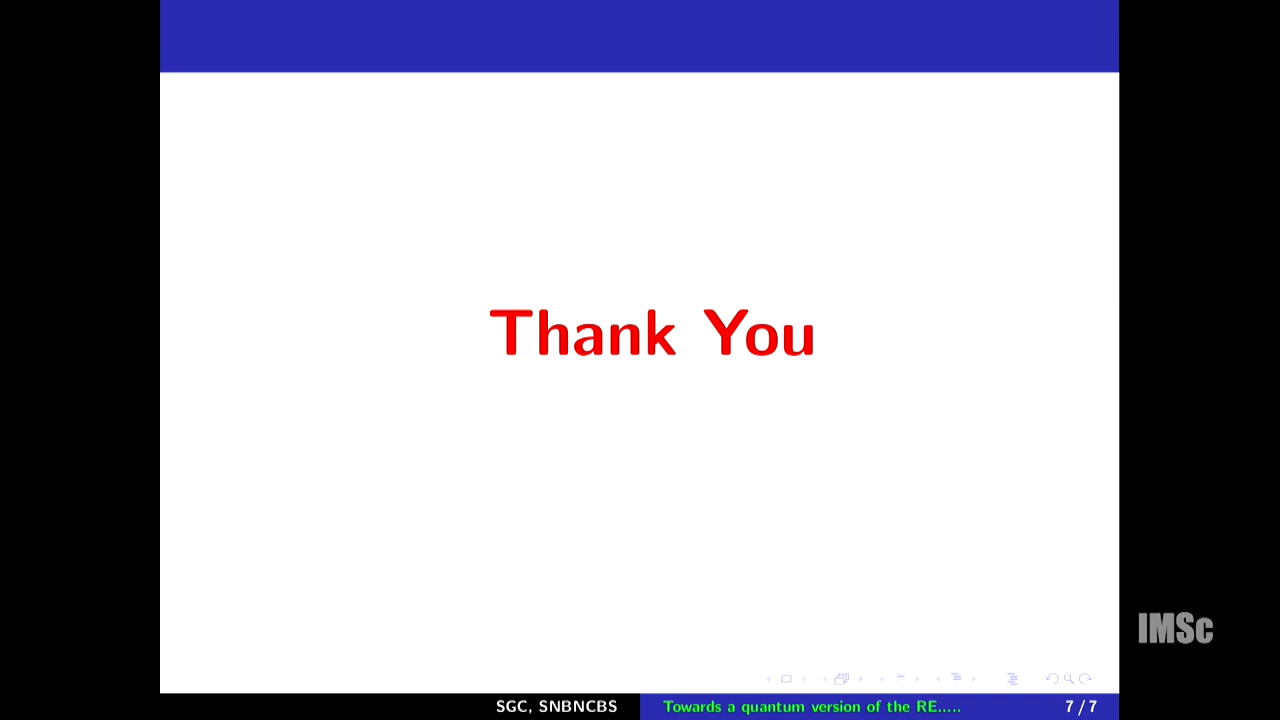 Thank You
IMSc
SGC, SNBNCBS
Towards a quantum version of the RE.....
7 / 7